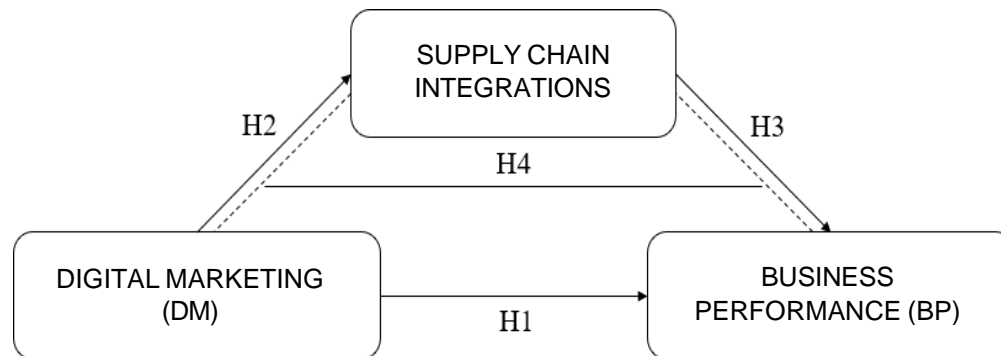 SUPPLY CHAIN
INTEGRATIONS
H2
H3
H4
DIGITAL MARKETING
(DM)
H1
BUSINESS
PERFORMANCE (BP)